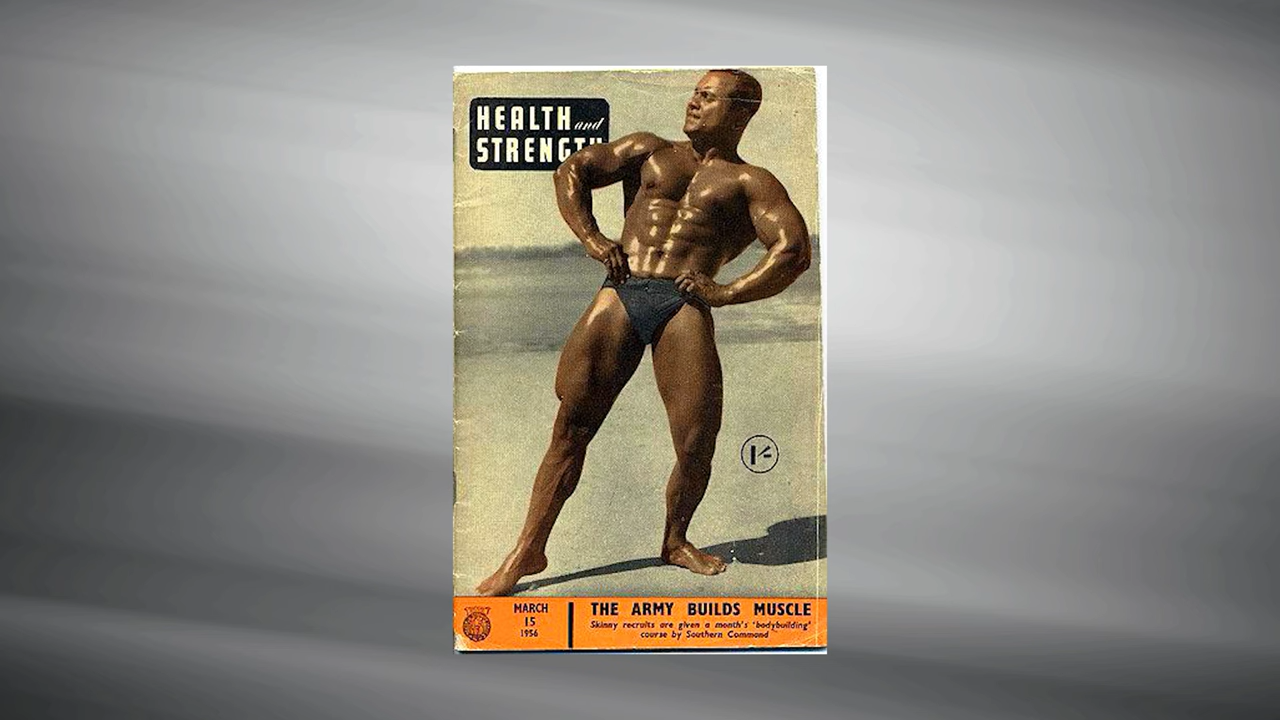 HEALTH and
STRENGTH
1/-
MARCH
15
1956
THE ARMY BUILDS MUSCLE
Skinny recruits are given a month's 'bodybuilding'
course by Southern Command